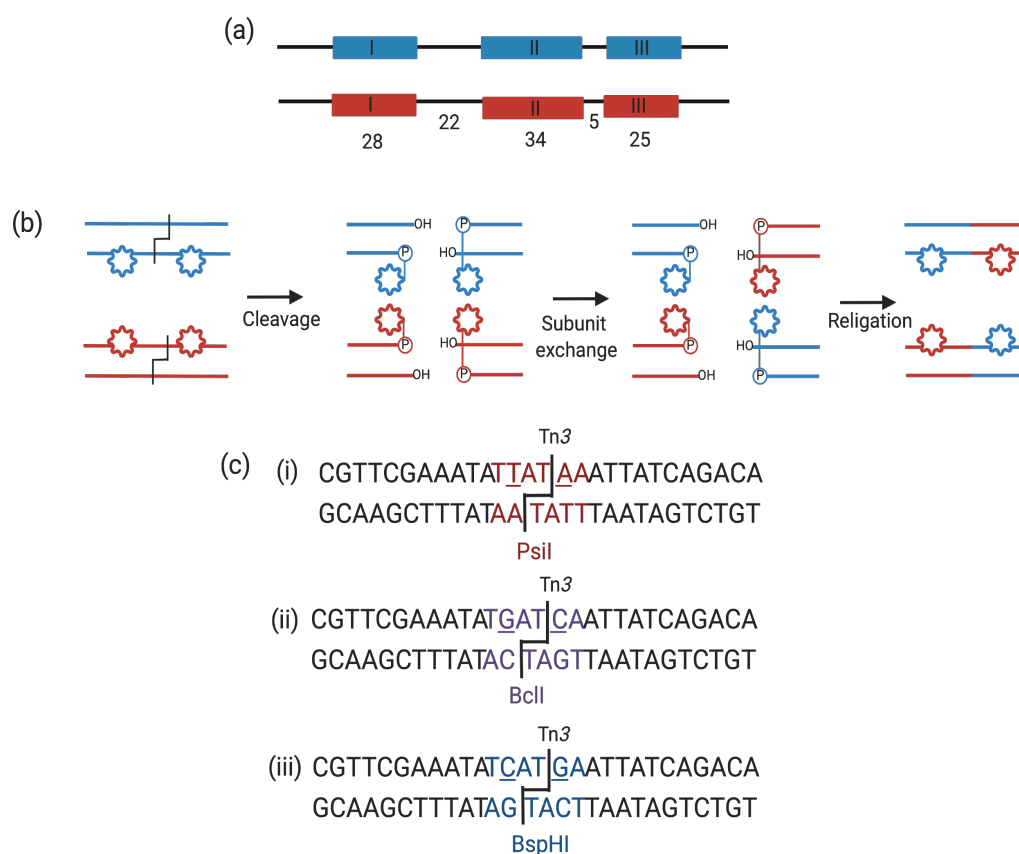 (a)
I II III
I II III
22 5
28 34 25
(b)
OH P OH P
P HO P HO
Cleavage Subunit exchange Religation
HO P HO P
P OH P OH
(c)
Tn3
(i) CGTTCGAAATATTATAAATTATCAGACA
GCAAGCTTTATAATATTTAATAGTCTGT
PsiI
Tn3
(ii) CGTTCGAAATATGATCAATTATCAGACA
GCAAGCTTTATACTAGTTAATAGTCTGT
BclI
Tn3
(iii) CGTTCGAAATATCATGAATTATCAGACA
GCAAGCTTTATAGTACTTAATAGTCTGT
BspHI